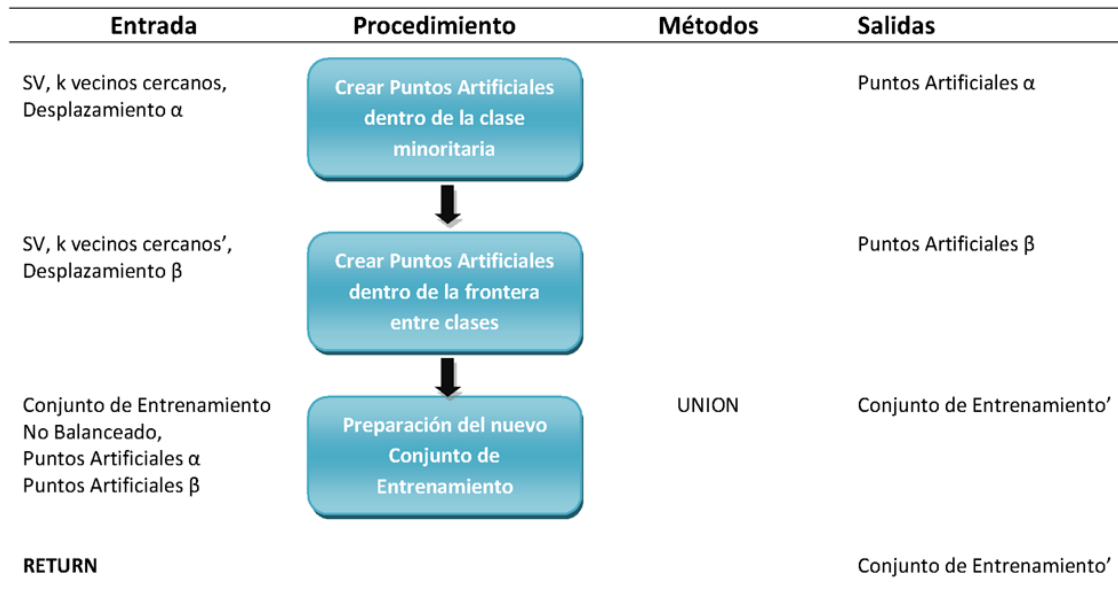 Entrada Procedimiento Métodos Salidas
SV, k vecinos cercanos,
Desplazamiento α
Crear Puntos Artificiales
dentro de la clase
minoritaria
Puntos Artificiales α
SV, k vecinos cercanos’,
Desplazamiento β
Crear Puntos Artificiales
dentro de la frontera
entre clases
Puntos Artificiales β
Conjunto de Entrenamiento
No Balanceado,
Puntos Artificiales α
Puntos Artificiales β
Preparación del nuevo
Conjunto de
Entrenamiento
UNION
Conjunto de Entrenamiento’
RETURN
Conjunto de Entrenamiento’